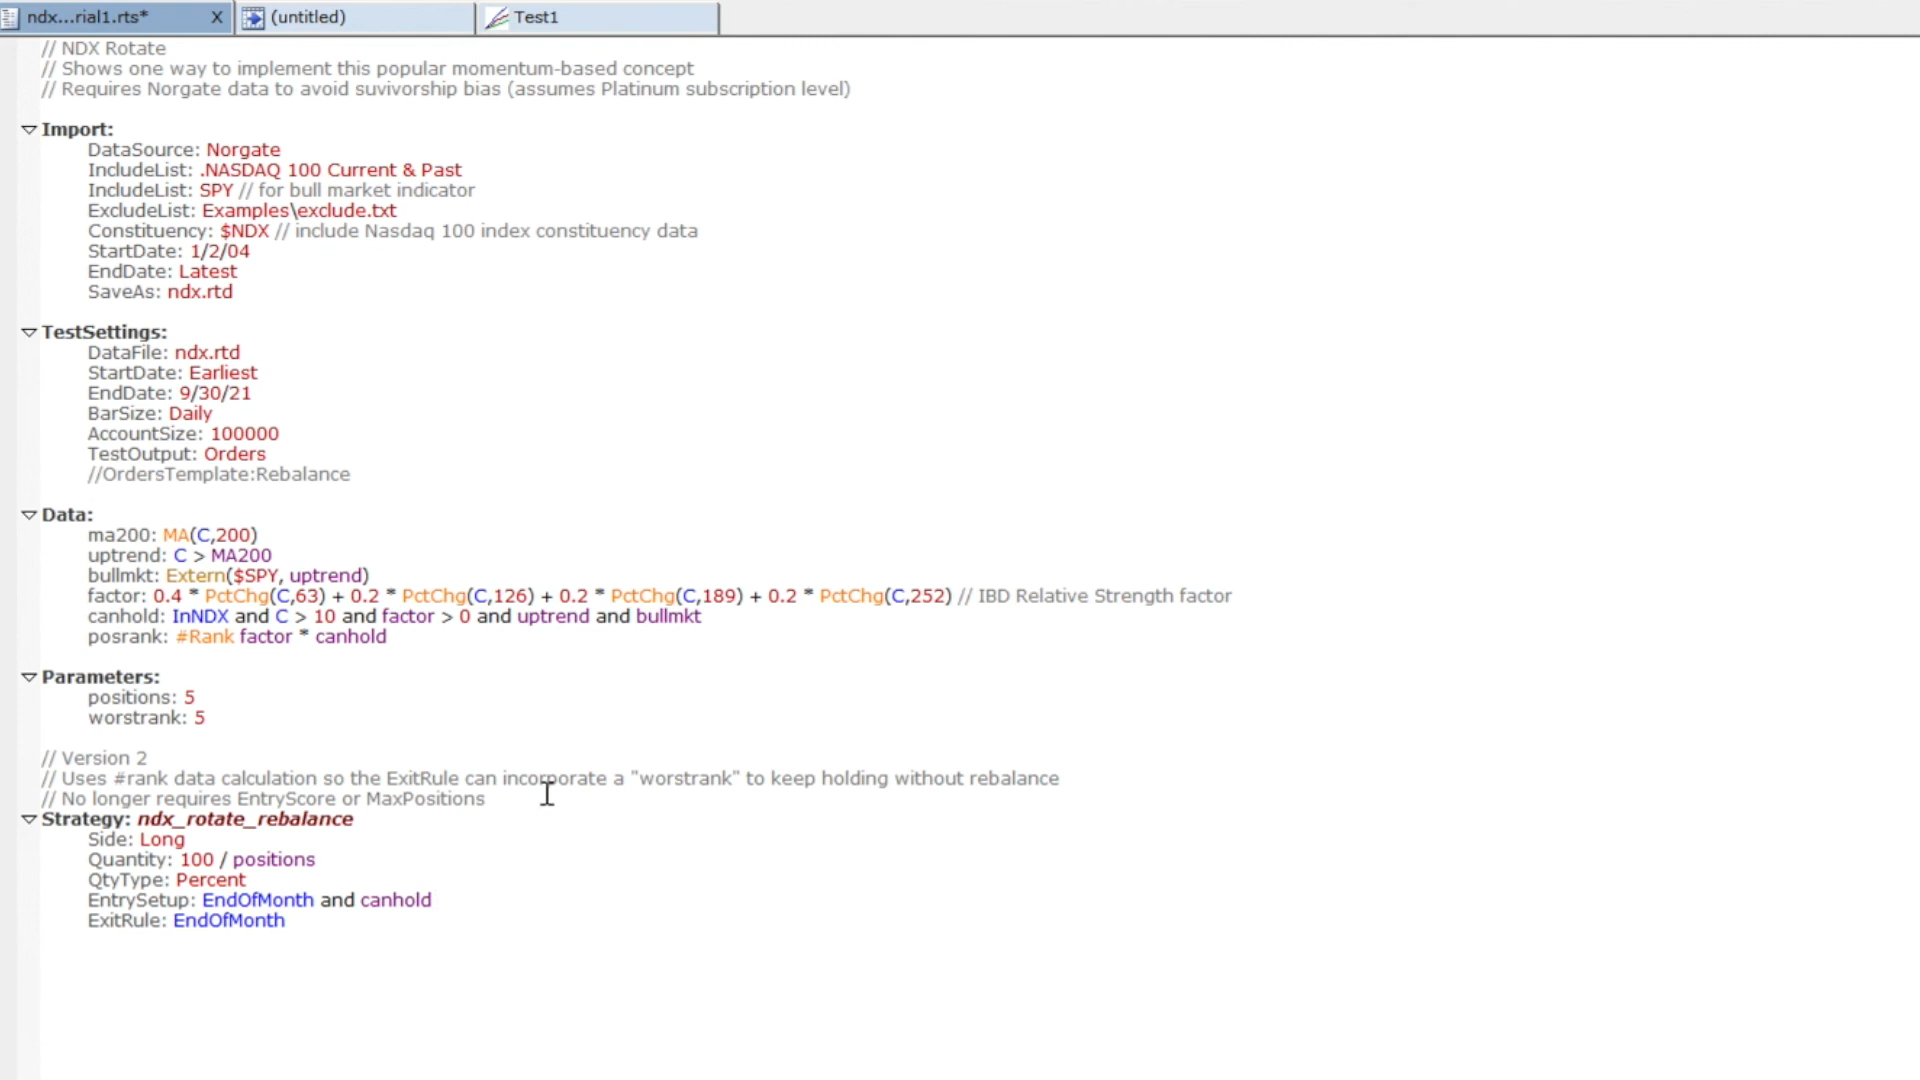 ndx...rial1.rts* X (untitled) Test1
// NDX Rotate
// Shows one way to implement this popular momentum-based concept
// Requires Norgate data to avoid suvivorship bias (assumes Platinum subscription level)
Import:
DataSource: Norgate
IncludeList: .NASDAQ 100 Current & Past
IncludeList: SPY // for bull market indicator
ExcludeList: Examples\exclude.txt
Constituency: $NDX // include Nasdaq 100 index constituency data
StartDate: 1/2/04
EndDate: Latest
SaveAs: ndx.rtd
TestSettings:
DataFile: ndx.rtd
StartDate: Earliest
EndDate: 9/30/21
BarSize: Daily
AccountSize: 100000
TestOutput: Orders
//OrdersTemplate:Rebalance
Data:
ma200: MA(C,200)
uptrend: C > MA200
bullmkt: Extern($SPY, uptrend)
factor: 0.4 * PctChg(C,63) + 0.2 * PctChg(C,126) + 0.2 * PctChg(C,189) + 0.2 * PctChg(C,252) // IBD Relative Strength factor
canhold: InNDX and C > 10 and factor > 0 and uptrend and bullmkt
posrank: #Rank factor * canhold
Parameters:
positions: 5
worstrank: 5
// Version 2
// Uses #rank data calculation so the ExitRule can incorporate a "worstrank" to keep holding without rebalance
// No longer requires EntryScore or MaxPositions
Strategy: ndx_rotate_rebalance
Side: Long
Quantity: 100 / positions
QtyType: Percent
EntrySetup: EndOfMonth and canhold
ExitRule: EndOfMonth